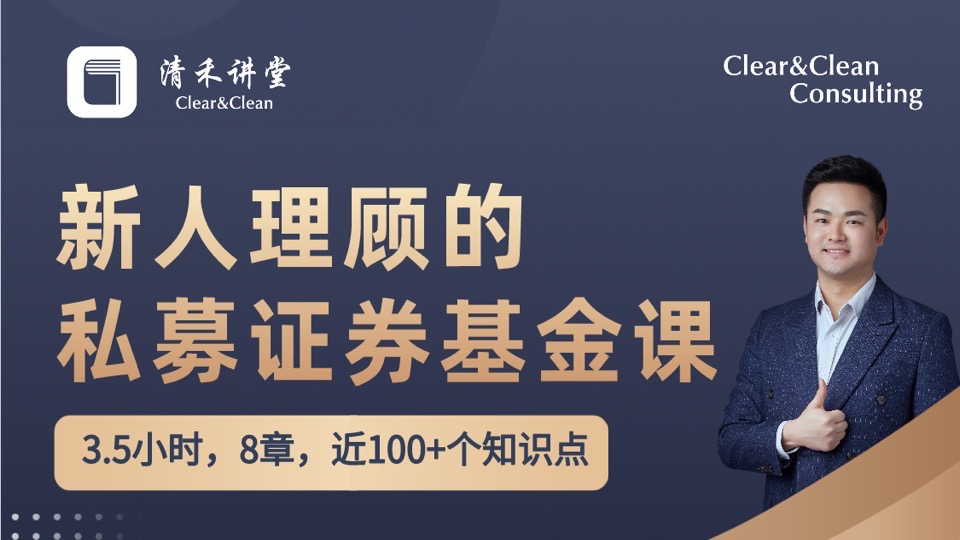 清禾讲堂
Clear&Clean
Clear&Clean
Consulting
新人理顾的
私募证券基金课
3.5小时，8章，近100+个知识点